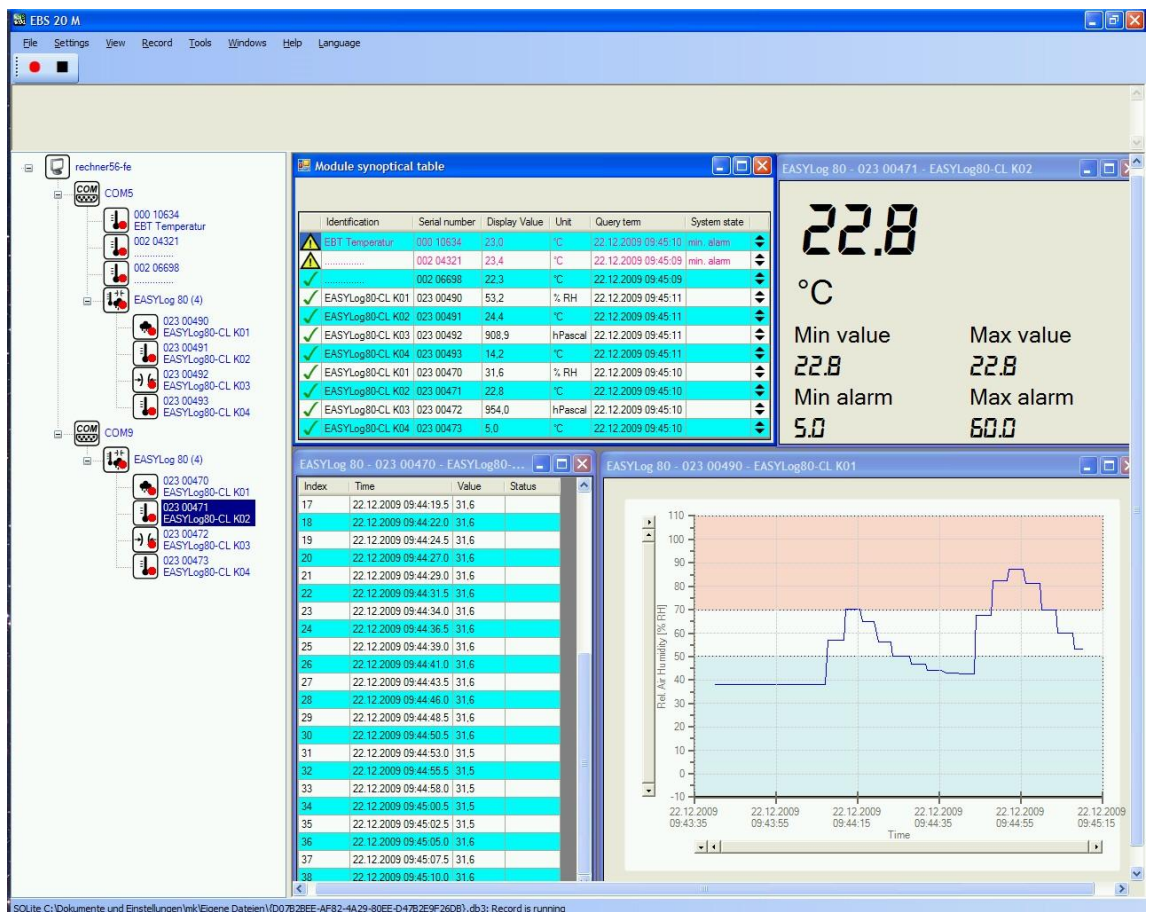 EBS 20 M
File Settings View Record Tools Windows Help Language
rechner56-fe
COM
COM5
000 10634
EBT Temperatur
002 04321
...............
002 06698
...............
EASYLog 80 (4)
023 00490
EASYLog80-CL K01
023 00491
EASYLog80-CL K02
023 00492
EASYLog80-CL K03
023 00493
EASYLog80-CL K04
COM
COM9
EASYLog 80 (4)
023 00470
EASYLog80-CL K01
023 00471
EASYLog80-CL K02
023 00472
EASYLog80-CL K03
023 00473
EASYLog80-CL K04
Module synoptical table
Identification Serial number Display Value Unit Query term System state
EBT Temperatur 000 10634 23,0 °C 22.12.2009 09:45:10 min. alarm
............... 002 04321 23,4 °C 22.12.2009 09:45:09 min. alarm
............... 002 06698 22,3 °C 22.12.2009 09:45:09
EASYLog80-CL K01 023 00490 53,2 % RH 22.12.2009 09:45:11
EASYLog80-CL K02 023 00491 24,4 °C 22.12.2009 09:45:11
EASYLog80-CL K03 023 00492 908,9 hPascal 22.12.2009 09:45:11
EASYLog80-CL K04 023 00493 14,2 °C 22.12.2009 09:45:11
EASYLog80-CL K01 023 00470 31,6 % RH 22.12.2009 09:45:10
EASYLog80-CL K02 023 00471 22,8 °C 22.12.2009 09:45:10
EASYLog80-CL K03 023 00472 954,0 hPascal 22.12.2009 09:45:10
EASYLog80-CL K04 023 00473 5,0 °C 22.12.2009 09:45:10
EASYLog 80 - 023 00471 - EASYLog80-CL K02
22.8
°C
Min value Max value
22.8 22.8
Min alarm Max alarm
5.0 60.0
EASYLog 80 - 023 00470 - EASYLog80-...
Index Time Value Status
17 22.12.2009 09:44:19.5 31,6
18 22.12.2009 09:44:22.0 31,6
19 22.12.2009 09:44:24.5 31,6
20 22.12.2009 09:44:27.0 31,6
21 22.12.2009 09:44:29.0 31,6
22 22.12.2009 09:44:31.5 31,6
23 22.12.2009 09:44:34.0 31,6
24 22.12.2009 09:44:36.5 31,6
25 22.12.2009 09:44:39.0 31,6
26 22.12.2009 09:44:41.0 31,6
27 22.12.2009 09:44:43.5 31,6
28 22.12.2009 09:44:46.0 31,6
29 22.12.2009 09:44:48.5 31,6
30 22.12.2009 09:44:50.5 31,6
31 22.12.2009 09:44:53.0 31,5
32 22.12.2009 09:44:55.5 31,5
33 22.12.2009 09:44:58.0 31,5
34 22.12.2009 09:45:00.5 31,5
35 22.12.2009 09:45:02.5 31,5
36 22.12.2009 09:45:05.0 31,6
37 22.12.2009 09:45:07.5 31,6
38 22.12.2009 09:45:10.0 31,6
EASYLog 80 - 023 00490 - EASYLog80-CL K01
110
100
90
80
70
60
50
40
30
20
10
0
-10
Rel. Air Humidity [% RH]
22.12.2009 22.12.2009 22.12.2009 22.12.2009 22.12.2009 22.12.2009
09:43:35 09:43:55 09:44:15 09:44:35 09:44:55 09:45:15
Time
SQLite C:\Dokumente und Einstellungen\mk\Eigene Dateien\{D07B2BEE-AF82-4A29-80EE-D47B2E9F26DB}.db3: Record is running